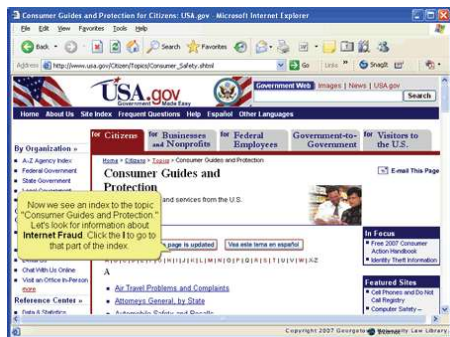 Consumer Guides and Protection for Citizens: USA.gov - Microsoft Internet Explorer
File Edit View Favorites Tools Help
Back Search Favorites
Address http://www.usa.gov/Citizen/Topics/Consumer_Safety.shtml Go Links » SnagIt
USA.gov
Government Made Easy
Government Web | Images | News | USA.gov
Search
Home About Us Site Index Frequent Questions Help Español Other Languages
for Citizens for Businesses and Nonprofits for Federal Employees Government-to-Government for Visitors to the U.S.
By Organization »
A-Z Agency Index
Federal Government
State Government
Home > Citizens > Topics > Consumer Guides and Protection
Consumer Guides and Protection
E-mail This Page
and services from the U.S.
Now we see an index to the topic
"Consumer Guides and Protection."
Let's look for information about
Internet Fraud. Click the I to go to
that part of the index.
page is updated Vea este tema en español
Chat With Us Online
Visit an Office In-Person
more
Reference Center »
Data & Statistics
A
Air Travel Problems and Complaints
Attorneys General, by State
Automobile Safety and Recalls
In Focus
Free 2007 Consumer Action Handbook
Identity Theft Information
Featured Sites
Cell Phones and Do Not Call Registry
Computer Safety –
Copyright 2007 Georgetown University Law Library